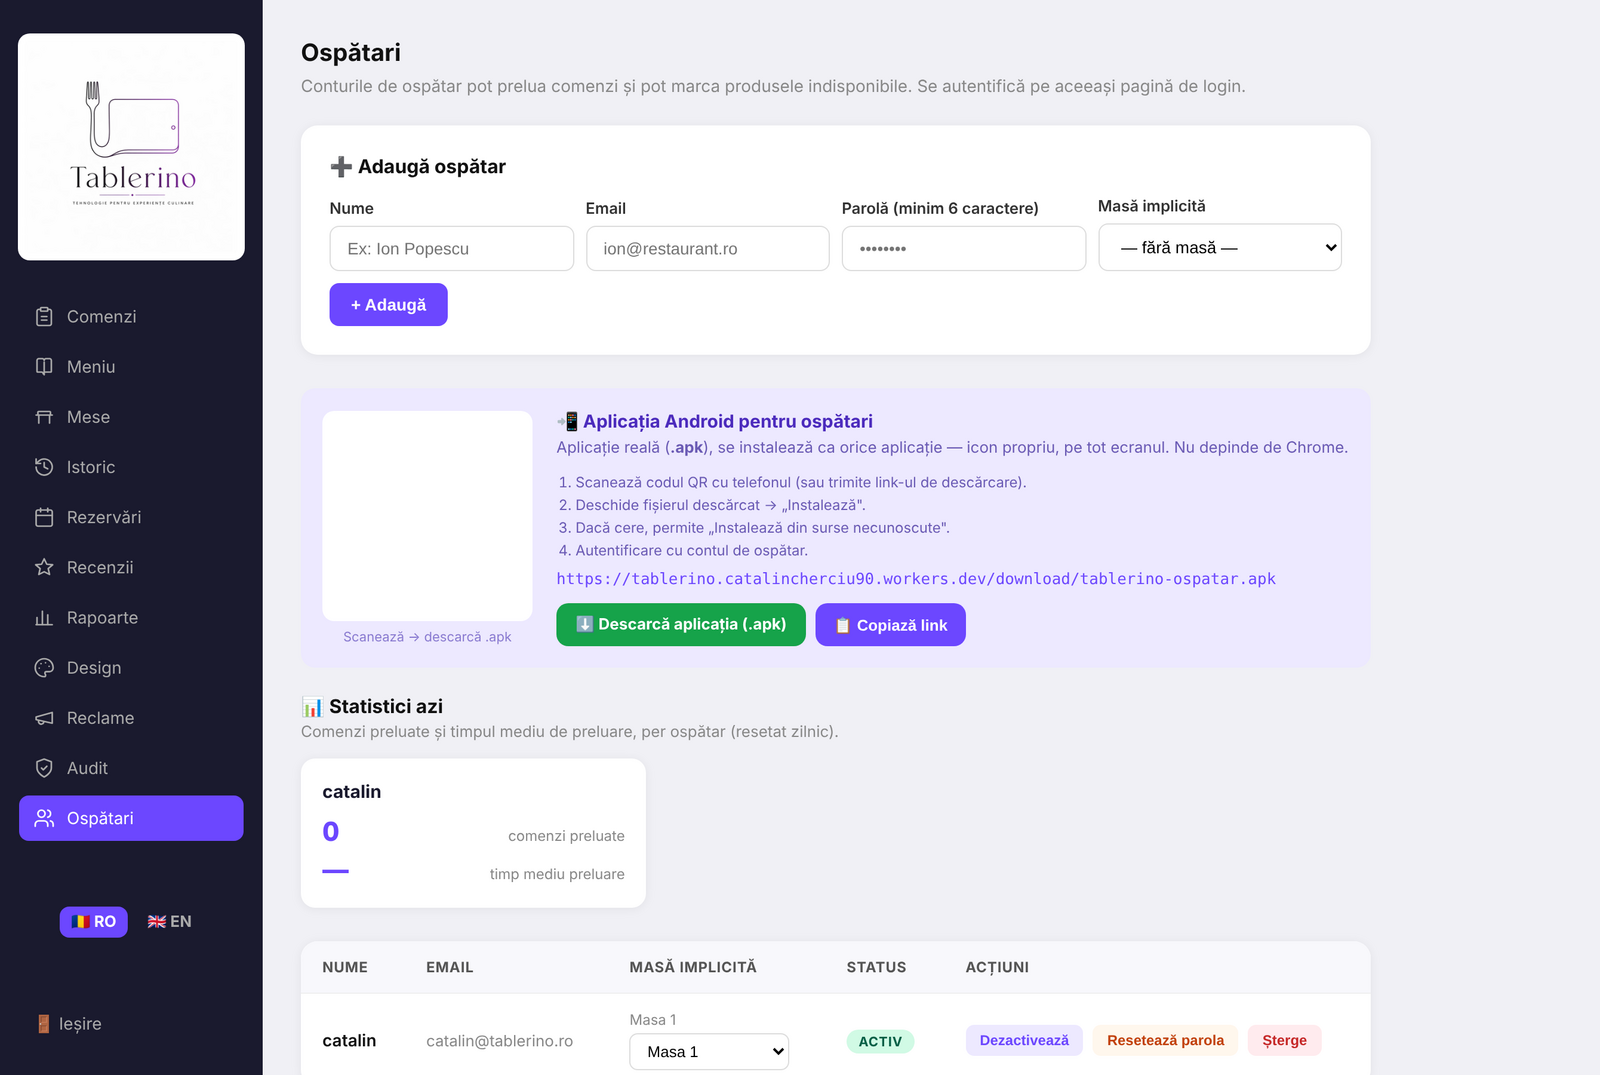 Tablerino
TEHNOLOGIE PENTRU EXPERIENȚE CULINARE
Comenzi
Meniu
Mese
Istoric
Rezervări
Recenzii
Rapoarte
Design
Reclame
Audit
Ospătari
RO
EN
Ieșire
Ospătari
Conturile de ospătar pot prelua comenzi și pot marca produsele indisponibile. Se autentifică pe aceeași pagină de login.
Adaugă ospătar
Nume Email Parolă (minim 6 caractere) Masă implicită
Ex: Ion Popescu ion@restaurant.ro •••••••• — fără masă —
+ Adaugă
Aplicația Android pentru ospătari
Aplicație reală (.apk), se instalează ca orice aplicație — icon propriu, pe tot ecranul. Nu depinde de Chrome.
1. Scanează codul QR cu telefonul (sau trimite link-ul de descărcare).
2. Deschide fișierul descărcat → „Instalează".
3. Dacă cere, permite „Instalează din surse necunoscute".
4. Autentificare cu contul de ospătar.
https://tablerino.catalincherciu90.workers.dev/download/tablerino-ospatar.apk
Descarcă aplicația (.apk) Copiază link
Scanează → descarcă .apk
Statistici azi
Comenzi preluate și timpul mediu de preluare, per ospătar (resetat zilnic).
catalin
0 comenzi preluate
— timp mediu preluare
NUME EMAIL MASĂ IMPLICITĂ STATUS ACȚIUNI
Masa 1
catalin catalin@tablerino.ro Masa 1 ACTIV Dezactivează Resetează parola Șterge